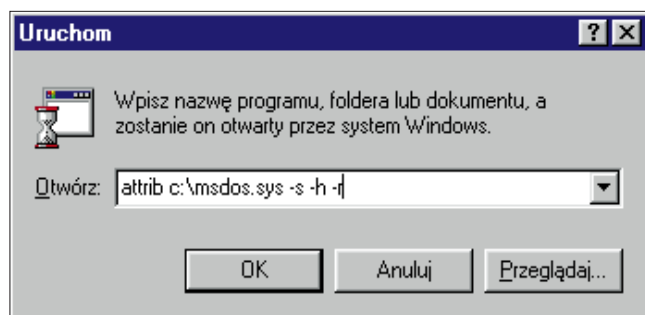 Uruchom
Wpisz nazwę programu, foldera lub dokumentu, a
zostanie on otwarty przez system Windows.
Otwórz: attrib c:\msdos.sys -s -h -r
OK Anuluj Przeglądaj...